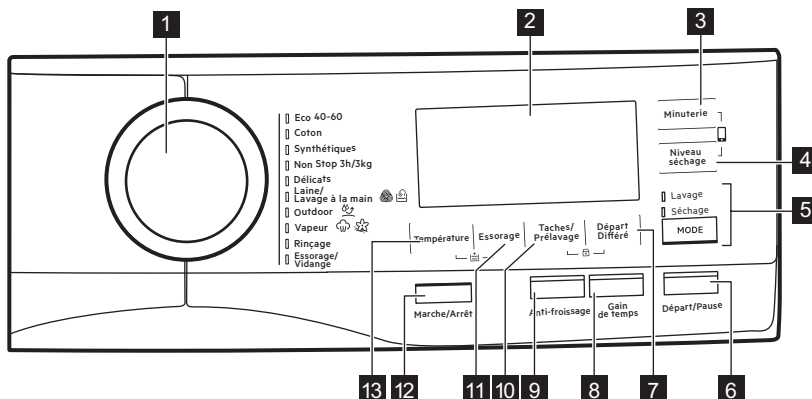 1
2
3
Eco 40-60
Coton
Synthétiques
Non Stop 3h/3kg
Délicats
Laine/
Lavage à la main
Outdoor
Vapeur
Rinçage
Essorage/
Vidange
Minuterie
Niveau
séchage
4
Lavage
Séchage
MODE
5
Température
Essorage
Taches/
Prélavage
Départ
Différé
Marche/Arrêt
Anti-froissage
Gain
de temps
Départ/Pause
13
12
11
10
9
8
7
6